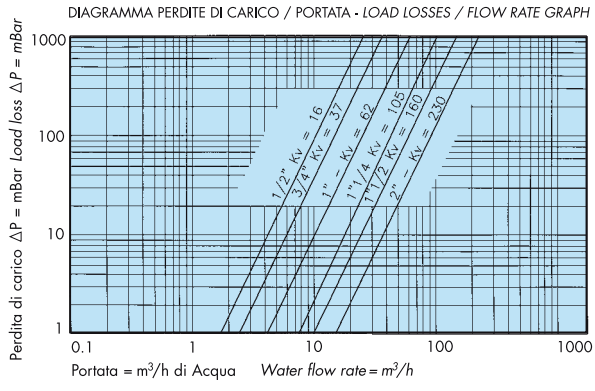 DIAGRAMMA PERDITE DI CARICO / PORTATA - LOAD LOSSES / FLOW RATE GRAPH
Perdita di carico ΔP = mBar Load loss ΔP = mBar
1000
100
10
1
1/2" Kv = 16
3/4" Kv = 37
1" - Kv = 62
1"1/4 Kv = 105
1"1/2 Kv = 160
2" - Kv = 230
0.1 1 10 100 1000
Portata = m³/h di Acqua Water flow rate = m³/h